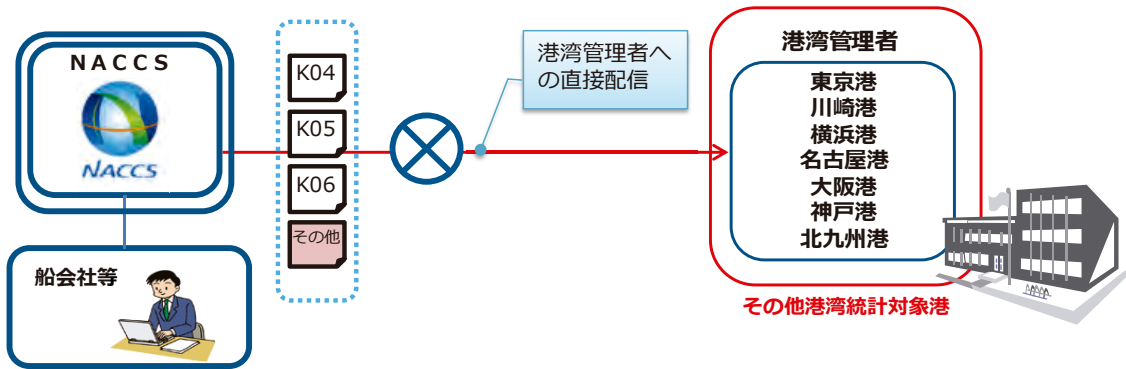 NACCS
NACCS
船会社等
K04
K05
K06
その他
港湾管理者へ
の直接配信
港湾管理者
東京港
川崎港
横浜港
名古屋港
大阪港
神戸港
北九州港
その他港湾統計対象港